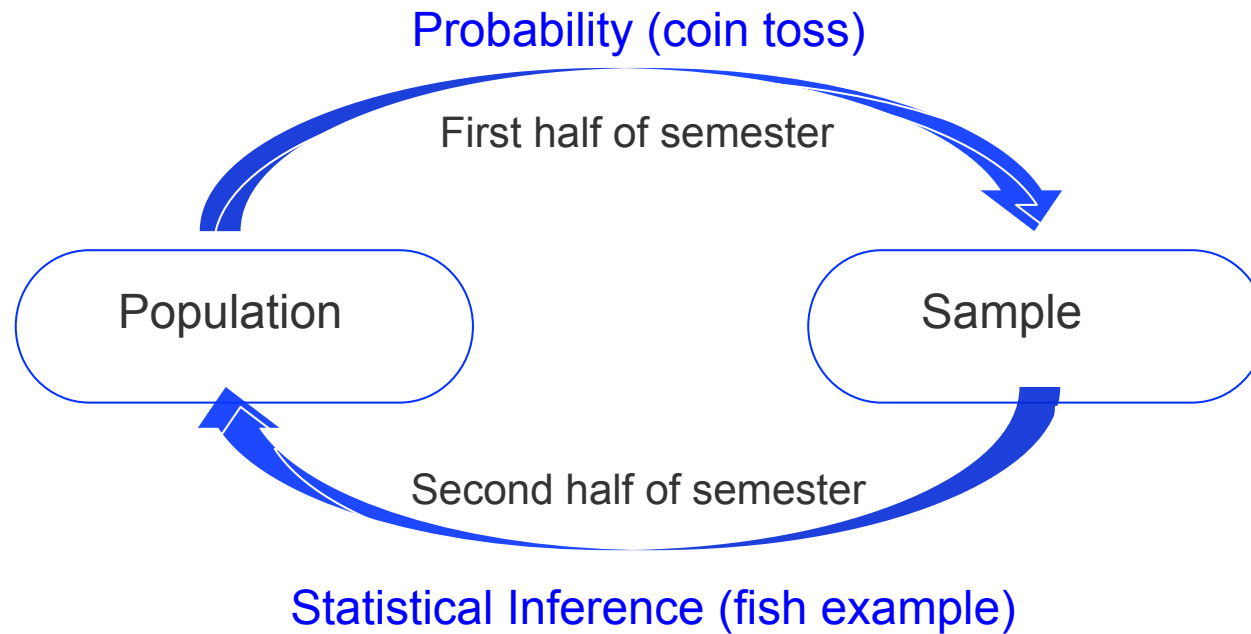 Probability (coin toss)
First half of semester
Population
Sample
Second half of semester
Statistical Inference (fish example)